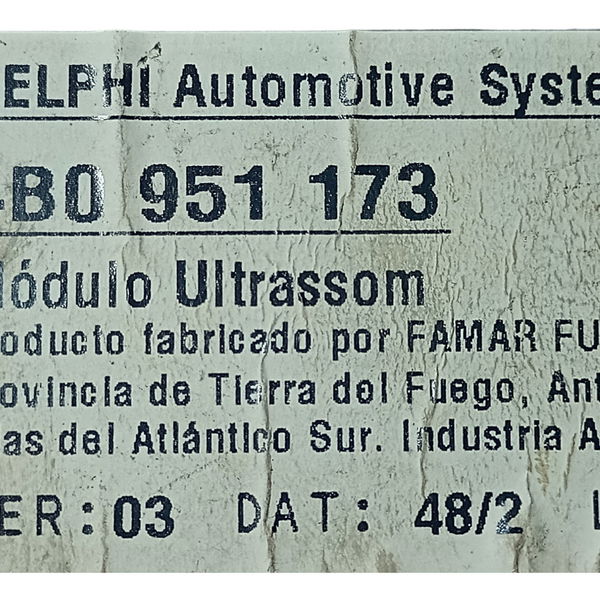 ELPHI Automotive Syste
B0 951 173
ódulo Ultrassom
oducto fabricado por FAMAR FU
ovincia de Tierra del Fuego, Ant
as del Atlántico Sur. Industria A
ER:03 DAT: 48/2 L